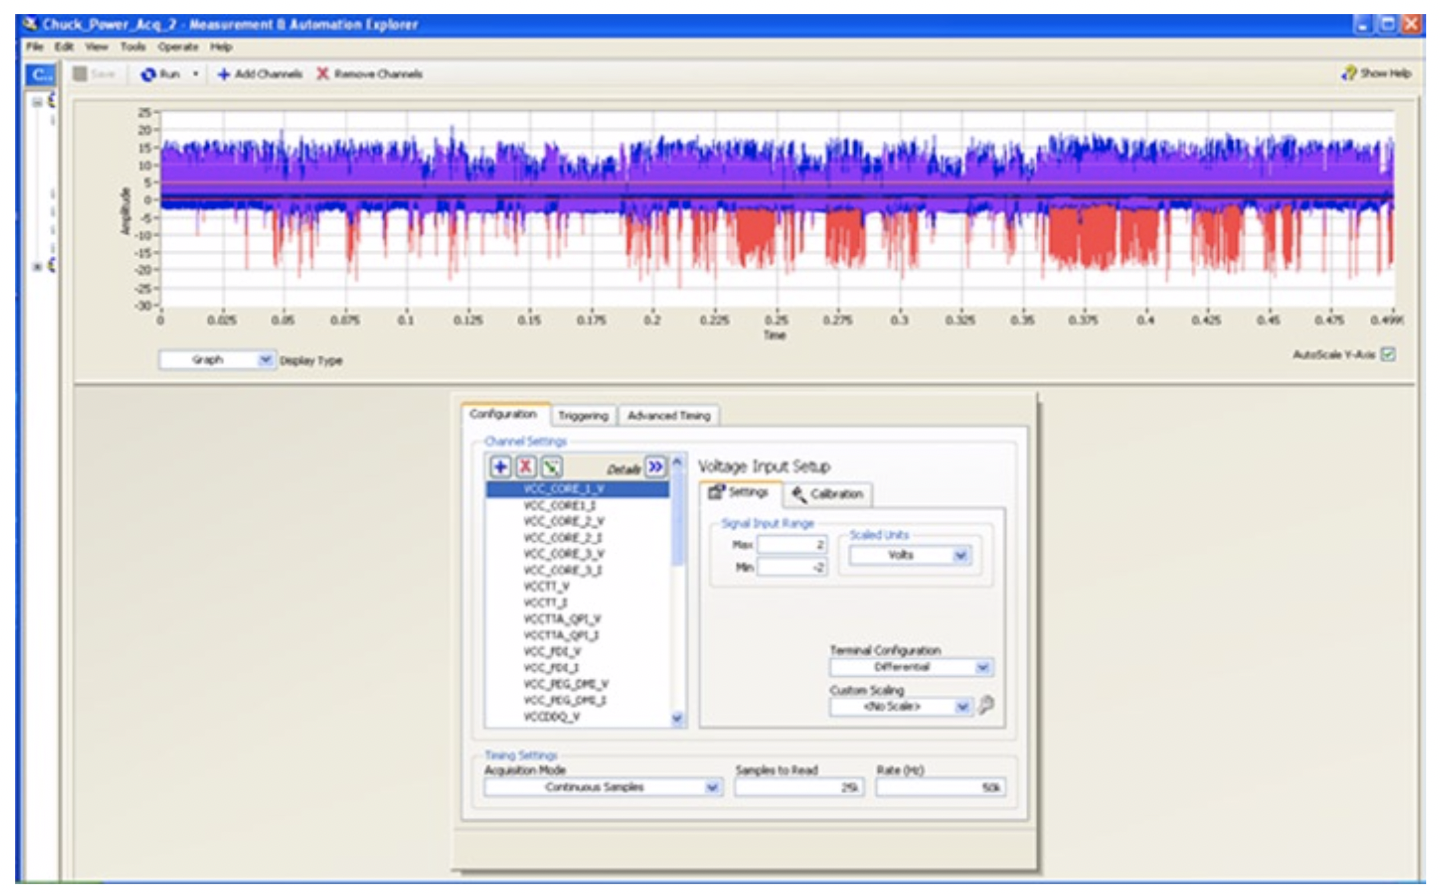 Chuck_Power_Acq_2 - Measurement & Automation Explorer
File Edit View Tools Operate Help
C... Save Run + Add Channels X Remove Channels Show Help
25
20
15
10
5
0
-5
-10
-15
-20
-25
-30
Amplitude
0 0.025 0.05 0.075 0.1 0.125 0.15 0.175 0.2 0.225 0.25 0.275 0.3 0.325 0.35 0.375 0.4 0.425 0.45 0.475 0.4999
Time
Graph Display Type AutoScale Y-Axis
Configuration Triggering Advanced Timing
Channel Settings
Details
VCC_CORE_1_V
VCC_CORE1_I
VCC_CORE_2_V
VCC_CORE_2_I
VCC_CORE_3_V
VCC_CORE_3_I
VCCTT_V
VCCTT_I
VCCTTA_QPI_V
VCCTTA_QPI_I
VCC_FDI_V
VCC_FDI_I
VCC_PEG_DMI_V
VCC_PEG_DMI_I
VCCDDQ_V
Voltage Input Setup
Settings Calibration
Signal Input Range
Max 2
Min -2
Scaled Units
Volts
Terminal Configuration
Differential
Custom Scaling
<No Scale>
Timing Settings
Acquisition Mode Samples to Read Rate (Hz)
Continuous Samples 25k 50k